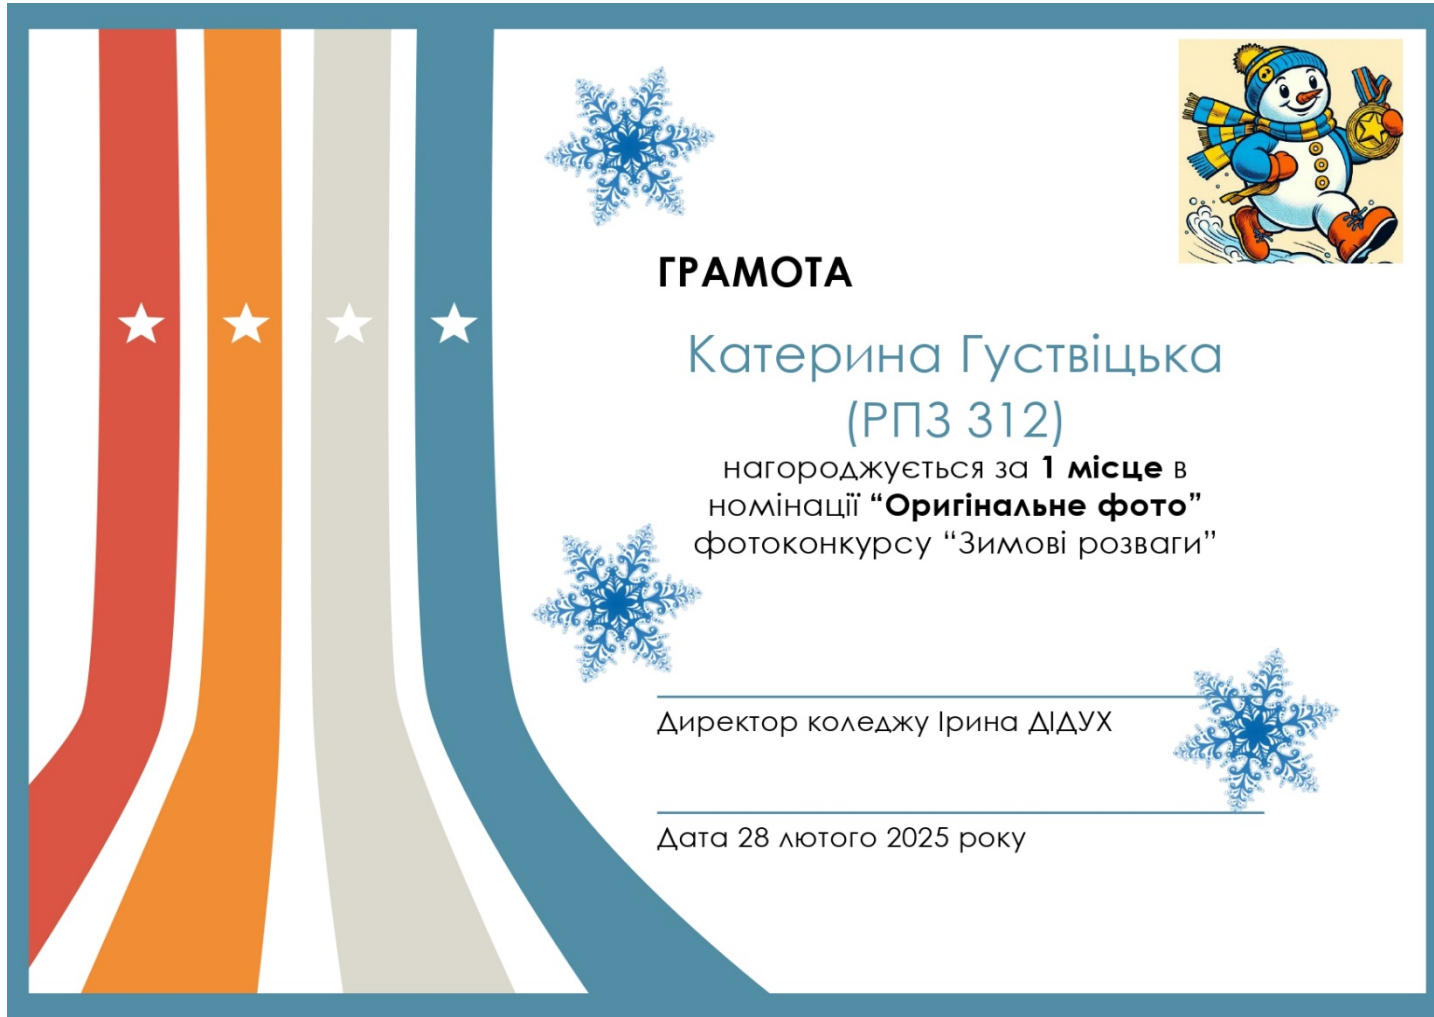 ГРАМОТА
Катерина Густвіцька
(РПЗ 312)
нагороджується за 1 місце в
номінації “Оригінальне фото”
фотоконкурсу “Зимові розваги”
Директор коледжу Ірина ДІДУХ
Дата 28 лютого 2025 року